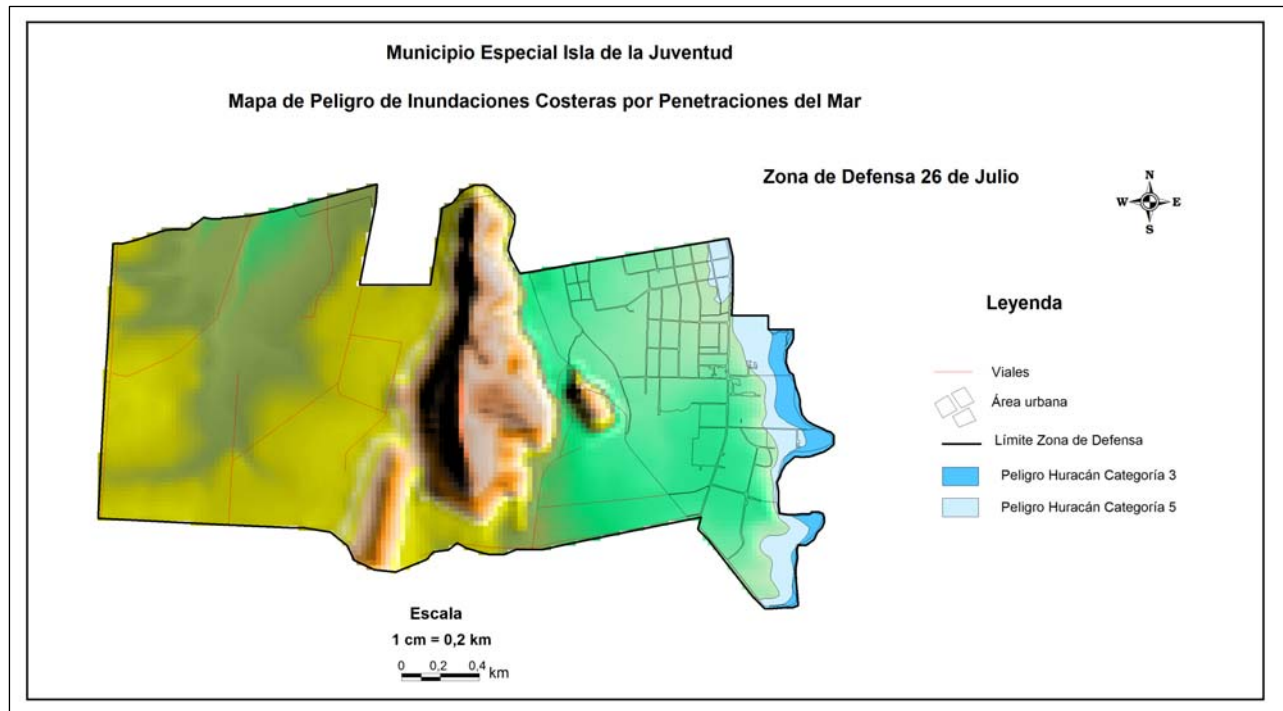 Municipio Especial Isla de la Juventud
Mapa de Peligro de Inundaciones Costeras por Penetraciones del Mar
Zona de Defensa 26 de Julio
N
W E
S
Leyenda
Viales
Área urbana
Límite Zona de Defensa
Peligro Huracán Categoría 3
Peligro Huracán Categoría 5
Escala
1 cm = 0,2 km
0 0,2 0,4 km